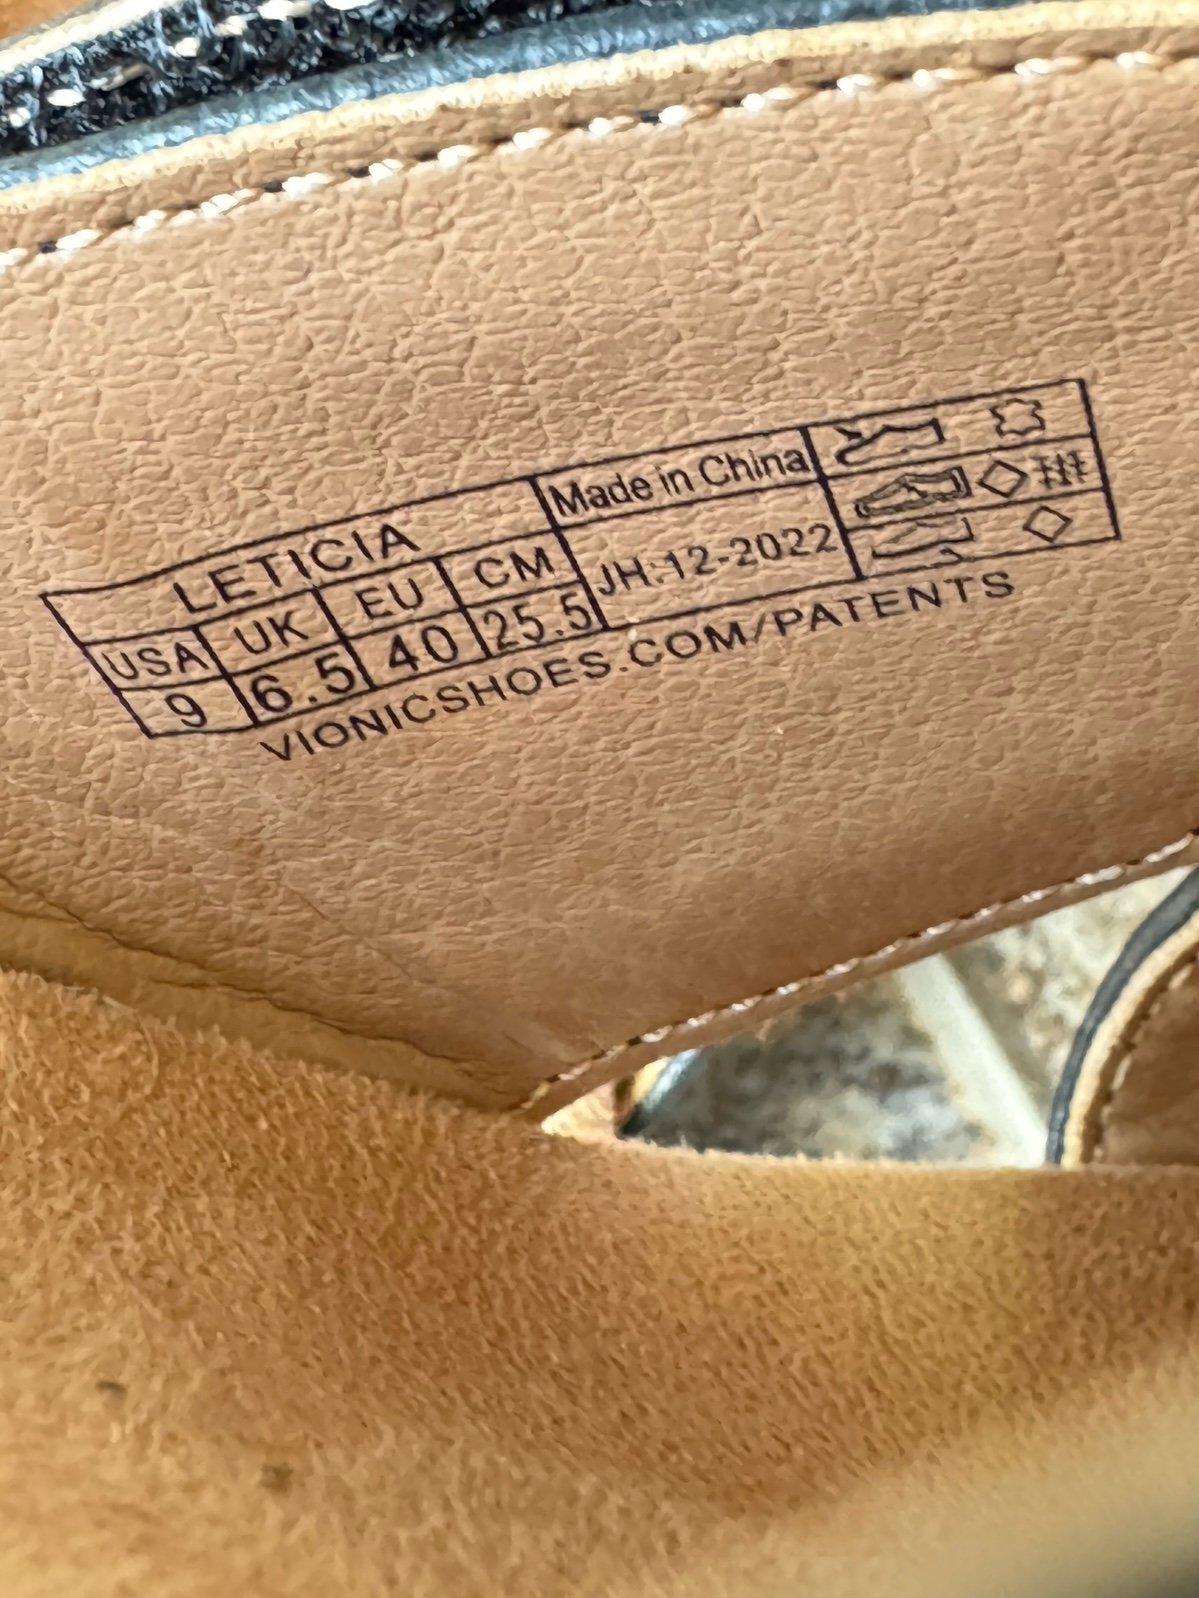 LETICIA
Made in China
USA UK EU CM
JH:12-2022
9 6.5 40 25.5
VIONICSHOES.COM/PATENTS